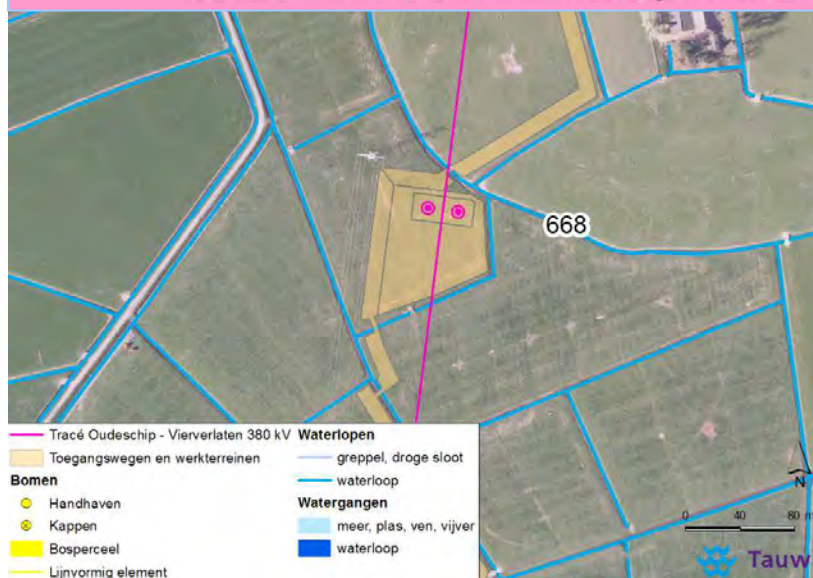 668
Tracé Oudeschip - Vierverlaten 380 kV
Toegangswegen en werkterreinen
Bomen
Handhaven
Kappen
Bosperceel
Lijnvormig element
Waterlopen
greppel, droge sloot
waterloop
Watergangen
meer, plas, ven, vijver
waterloop
N
0 40 80 m
Tauw